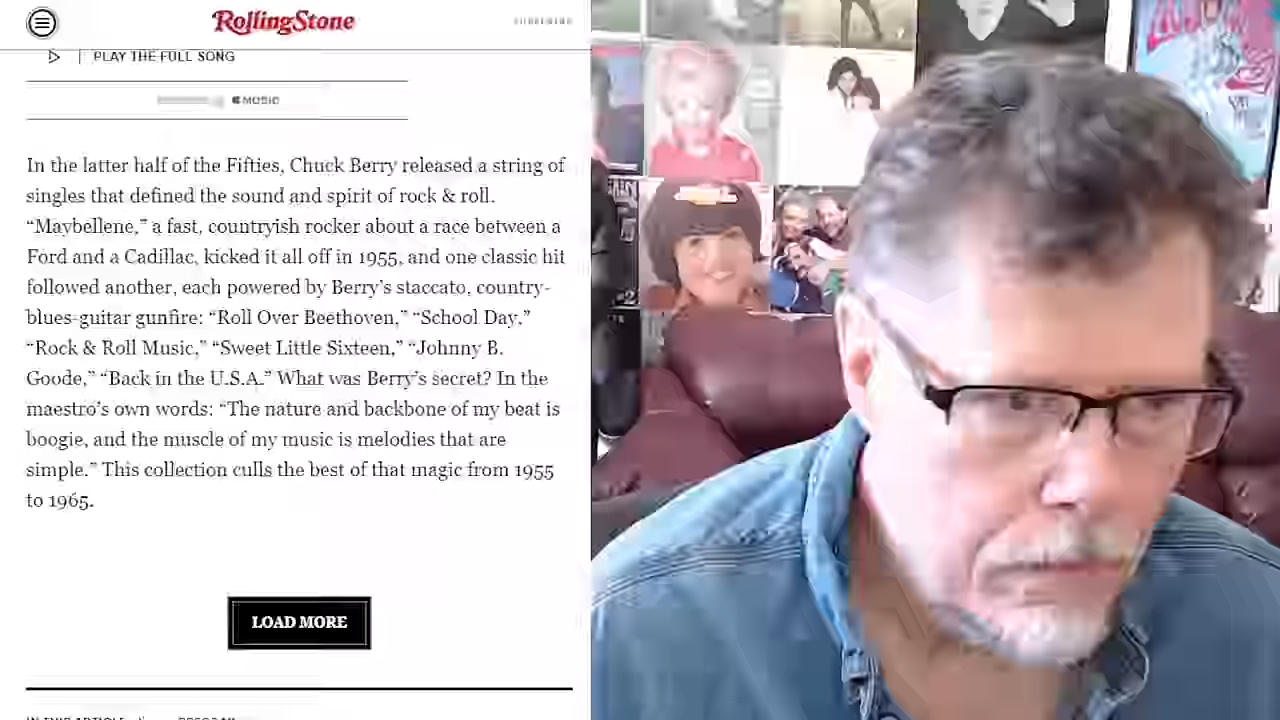 RollingStone
SUBSCRIBE
PLAY THE FULL SONG
MUSIC
In the latter half of the Fifties, Chuck Berry released a string of
singles that defined the sound and spirit of rock & roll.
“Maybellene,” a fast, countryish rocker about a race between a
Ford and a Cadillac, kicked it all off in 1955, and one classic hit
followed another, each powered by Berry’s staccato, country-
blues-guitar gunfire: “Roll Over Beethoven,” “School Day,”
“Rock & Roll Music,” “Sweet Little Sixteen,” “Johnny B.
Goode,” “Back in the U.S.A.” What was Berry’s secret? In the
maestro’s own words: “The nature and backbone of my beat is
boogie, and the muscle of my music is melodies that are
simple.” This collection culls the best of that magic from 1955
to 1965.
LOAD MORE
IN THIS ARTICLE: